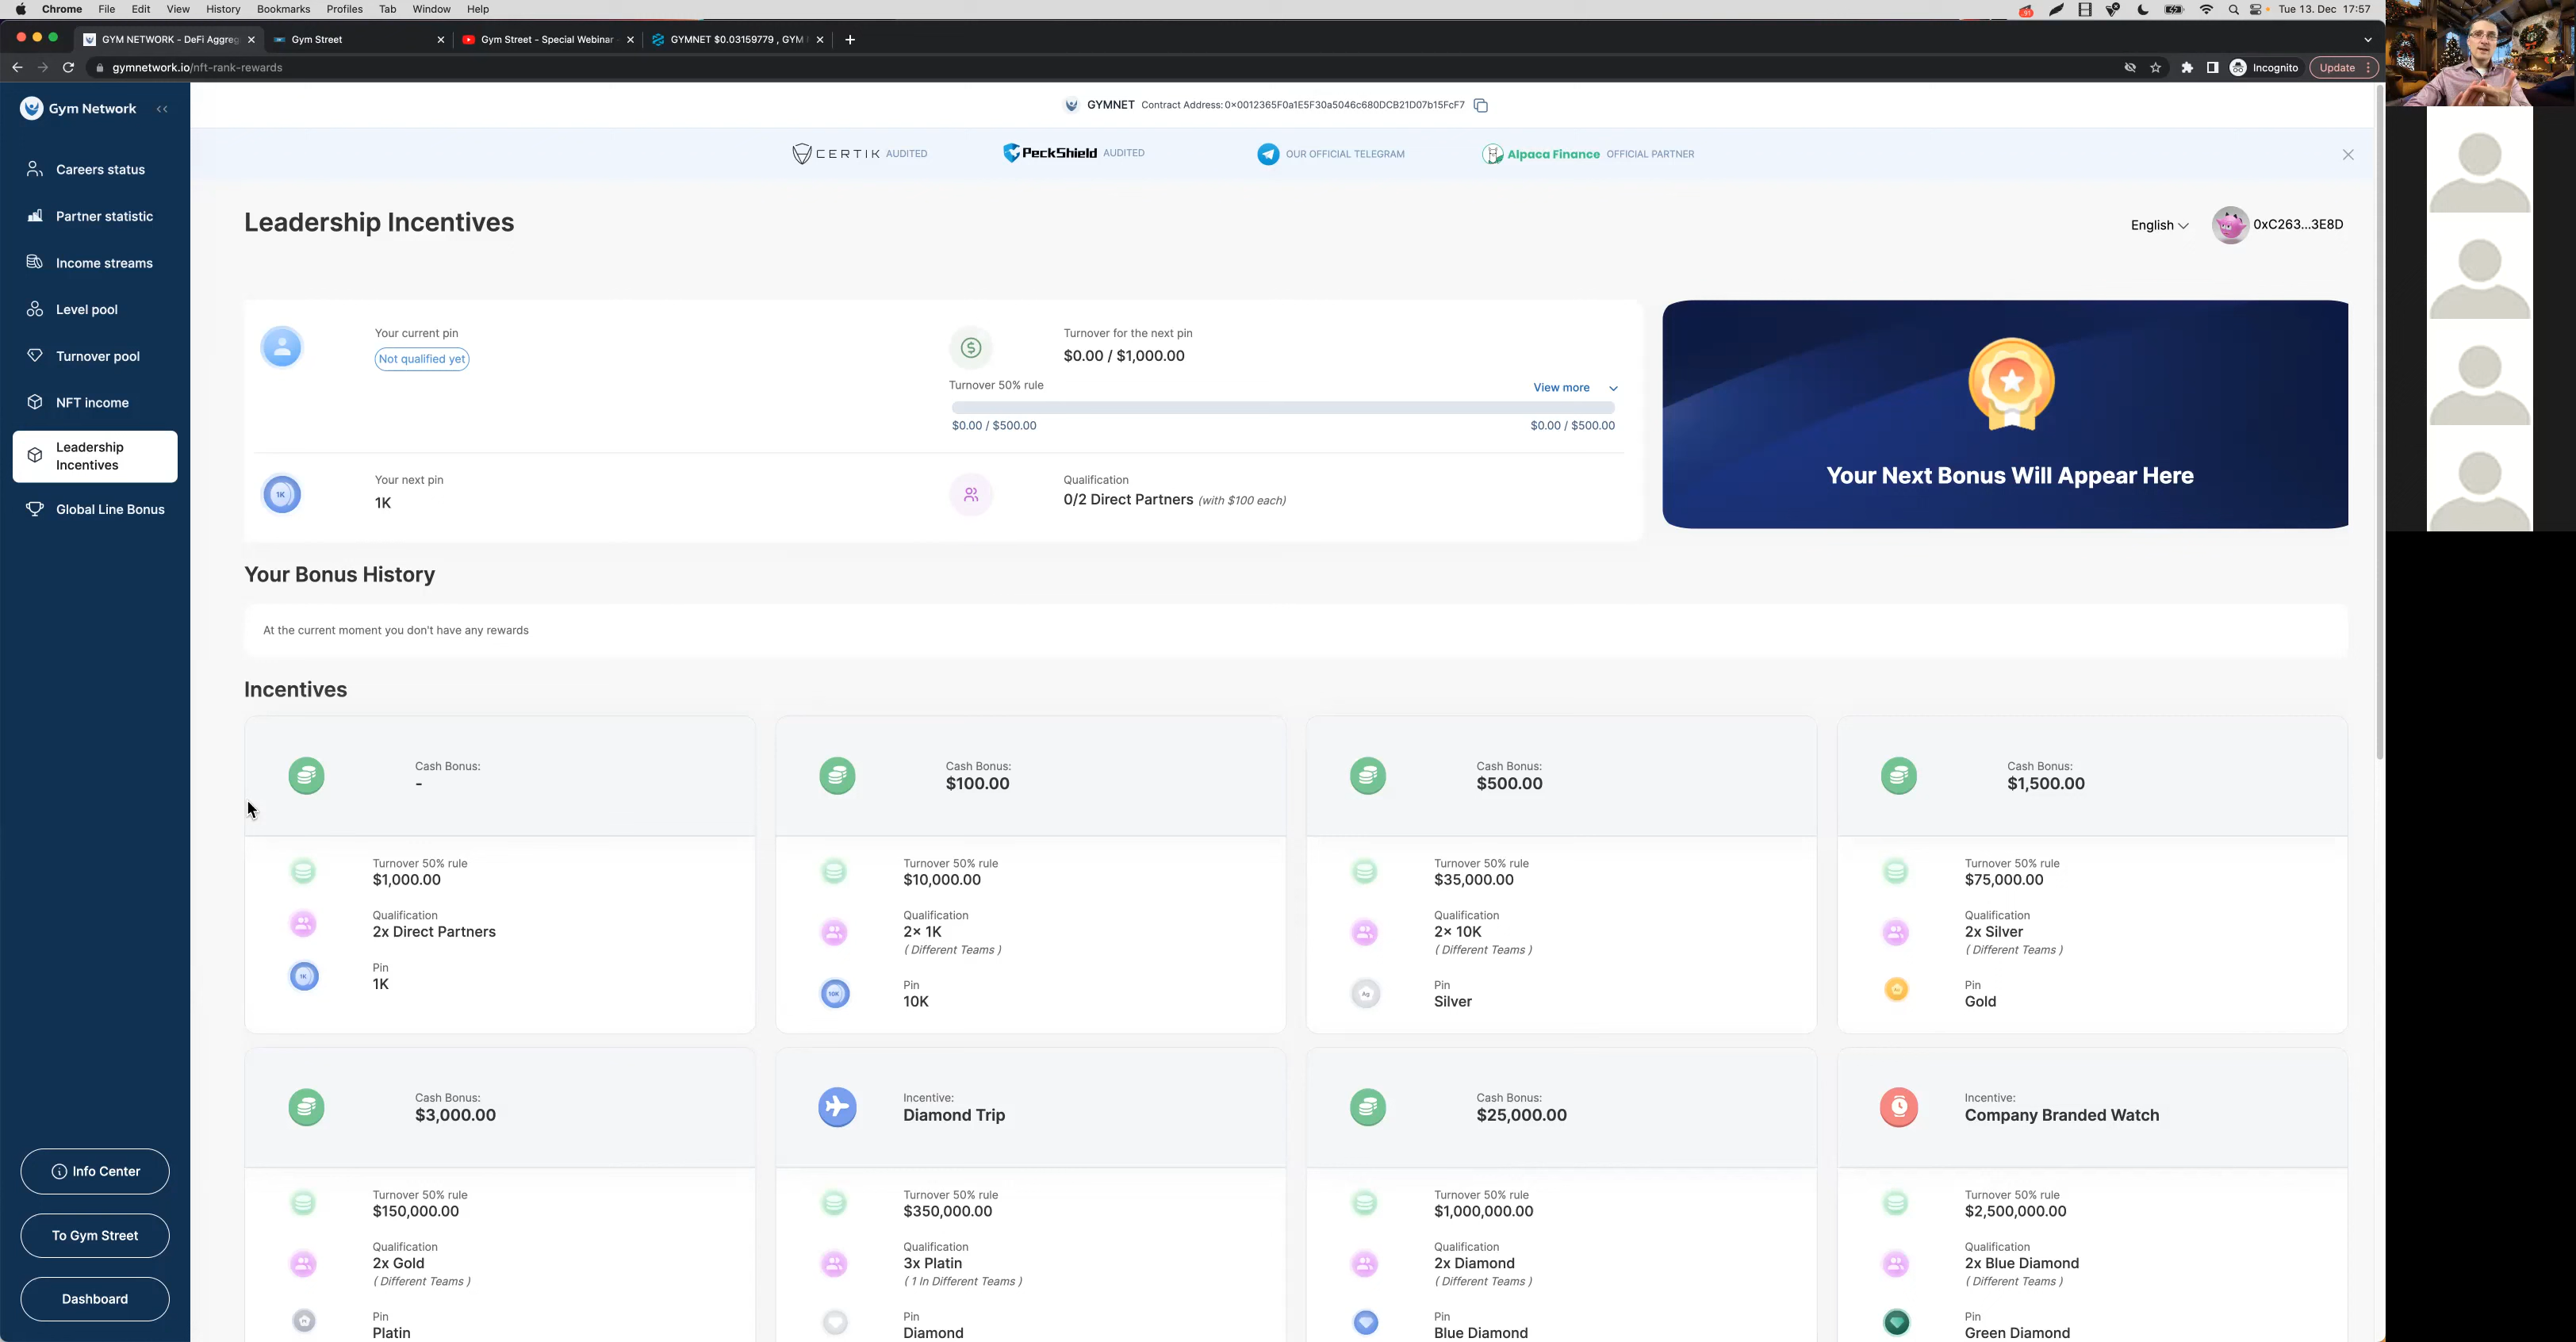 Chrome File Edit View History Bookmarks Profiles Tab Window Help
Tue 13. Dec 17:57
GYM NETWORK - DeFi Aggreg
Gym Street
Gym Street - Special Webinar
GYMNET $0.03159779 , GYM
gymnetwork.io/nft-rank-rewards
Incognito
Update
Gym Network
Careers status
Partner statistic
Income streams
Level pool
Turnover pool
NFT income
Leadership
Incentives
Global Line Bonus
Info Center
To Gym Street
Dashboard
GYMNET Contract Address: 0x0012365F0a1E5F30a5046c680DCB21D07b15FcF7
CERTIK AUDITED
PeckShield AUDITED
OUR OFFICIAL TELEGRAM
Alpaca Finance OFFICIAL PARTNER
Leadership Incentives
English
0xC263...3E8D
Your current pin
Not qualified yet
Turnover for the next pin
$0.00 / $1,000.00
Turnover 50% rule
View more
$0.00 / $500.00
$0.00 / $500.00
Your next pin
1K
Qualification
0/2 Direct Partners (with $100 each)
Your Next Bonus Will Appear Here
Your Bonus History
At the current moment you don't have any rewards
Incentives
Cash Bonus:
-
Turnover 50% rule
$1,000.00
Qualification
2x Direct Partners
Pin
1K
Cash Bonus:
$100.00
Turnover 50% rule
$10,000.00
Qualification
2x 1K
( Different Teams )
Pin
10K
Cash Bonus:
$500.00
Turnover 50% rule
$35,000.00
Qualification
2x 10K
( Different Teams )
Pin
Silver
Cash Bonus:
$1,500.00
Turnover 50% rule
$75,000.00
Qualification
2x Silver
( Different Teams )
Pin
Gold
Cash Bonus:
$3,000.00
Turnover 50% rule
$150,000.00
Qualification
2x Gold
( Different Teams )
Pin
Platin
Incentive:
Diamond Trip
Turnover 50% rule
$350,000.00
Qualification
3x Platin
( 1 In Different Teams )
Pin
Diamond
Cash Bonus:
$25,000.00
Turnover 50% rule
$1,000,000.00
Qualification
2x Diamond
( Different Teams )
Pin
Blue Diamond
Incentive:
Company Branded Watch
Turnover 50% rule
$2,500,000.00
Qualification
2x Blue Diamond
( Different Teams )
Pin
Green Diamond